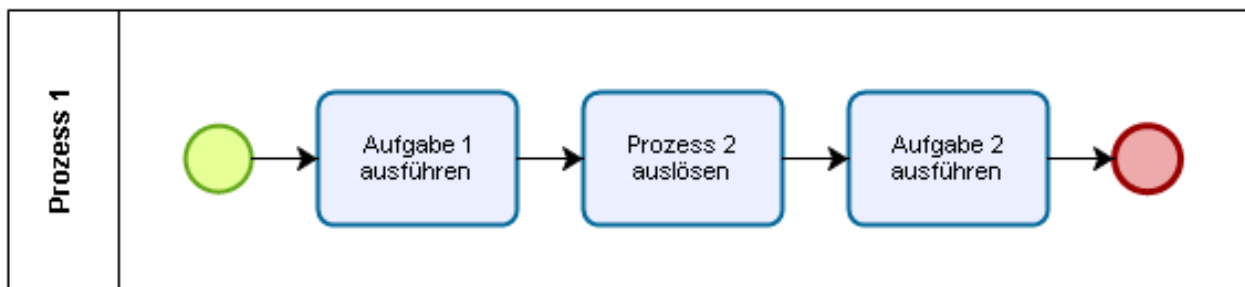 Prozess 1
Aufgabe 1
ausführen
Prozess 2
auslösen
Aufgabe 2
ausführen